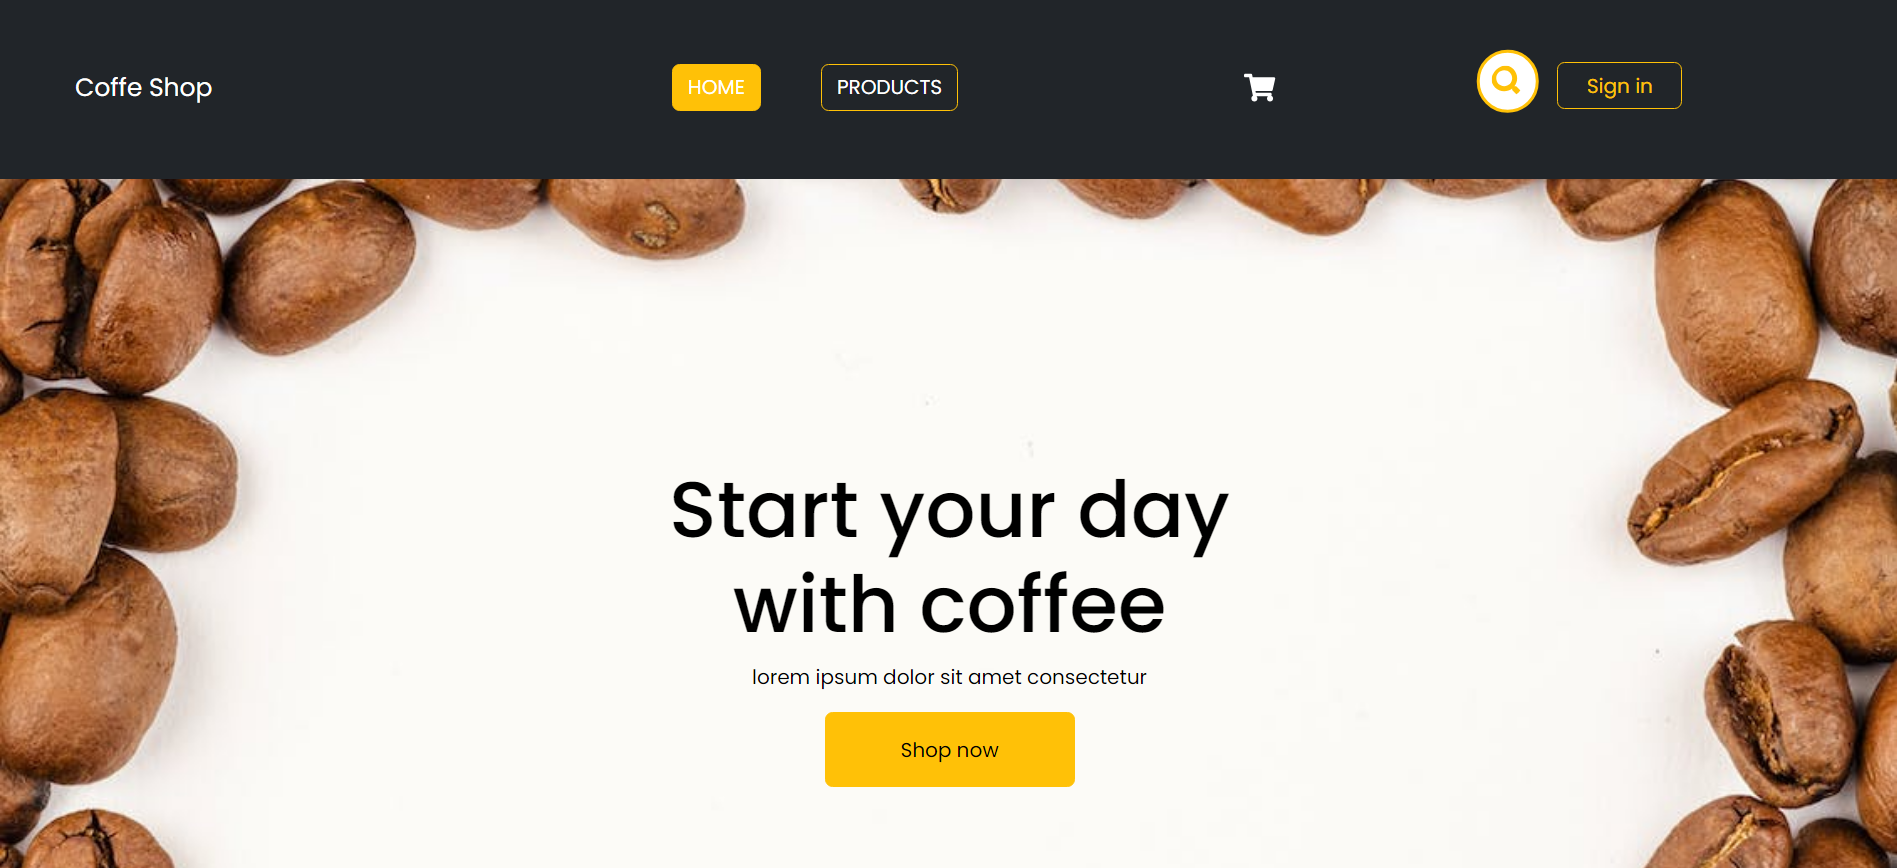 Coffe Shop
HOME
PRODUCTS
Sign in
Start your day
with coffee
lorem ipsum dolor sit amet consectetur
Shop now